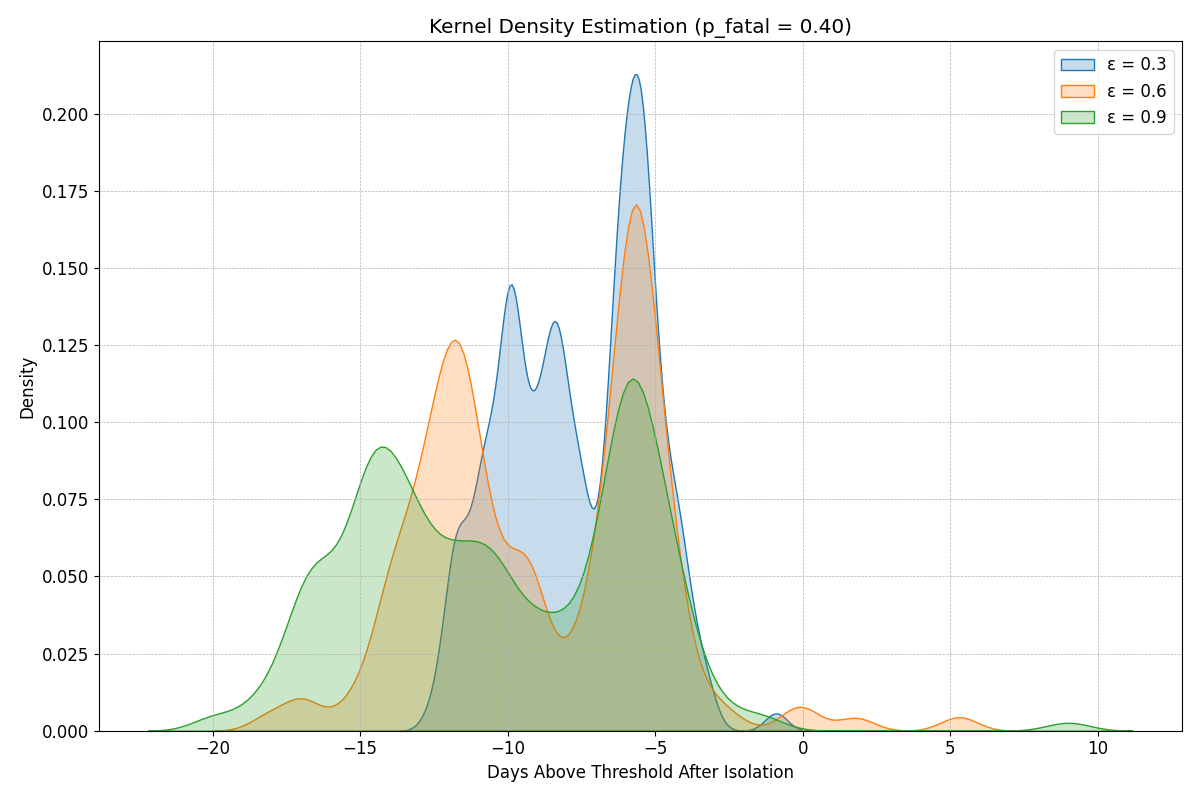 Kernel Density Estimation (p_fatal = 0.40)
ε = 0.3
ε = 0.6
ε = 0.9
Density
0.200
0.175
0.150
0.125
0.100
0.075
0.050
0.025
0.000
−20 −15 −10 −5 0 5 10
Days Above Threshold After Isolation